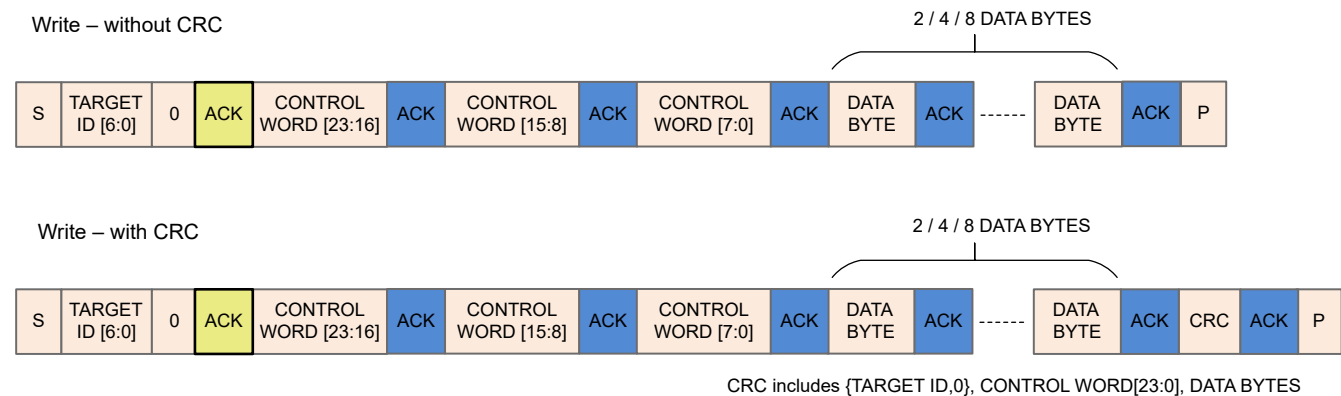 Write – without CRC
2 / 4 / 8 DATA BYTES
S TARGET ID [6:0] 0 ACK CONTROL WORD [23:16] ACK CONTROL WORD [15:8] ACK CONTROL WORD [7:0] ACK DATA BYTE ACK ------ DATA BYTE ACK P
Write – with CRC
2 / 4 / 8 DATA BYTES
S TARGET ID [6:0] 0 ACK CONTROL WORD [23:16] ACK CONTROL WORD [15:8] ACK CONTROL WORD [7:0] ACK DATA BYTE ACK ------ DATA BYTE ACK CRC ACK P
CRC includes {TARGET ID,0}, CONTROL WORD[23:0], DATA BYTES